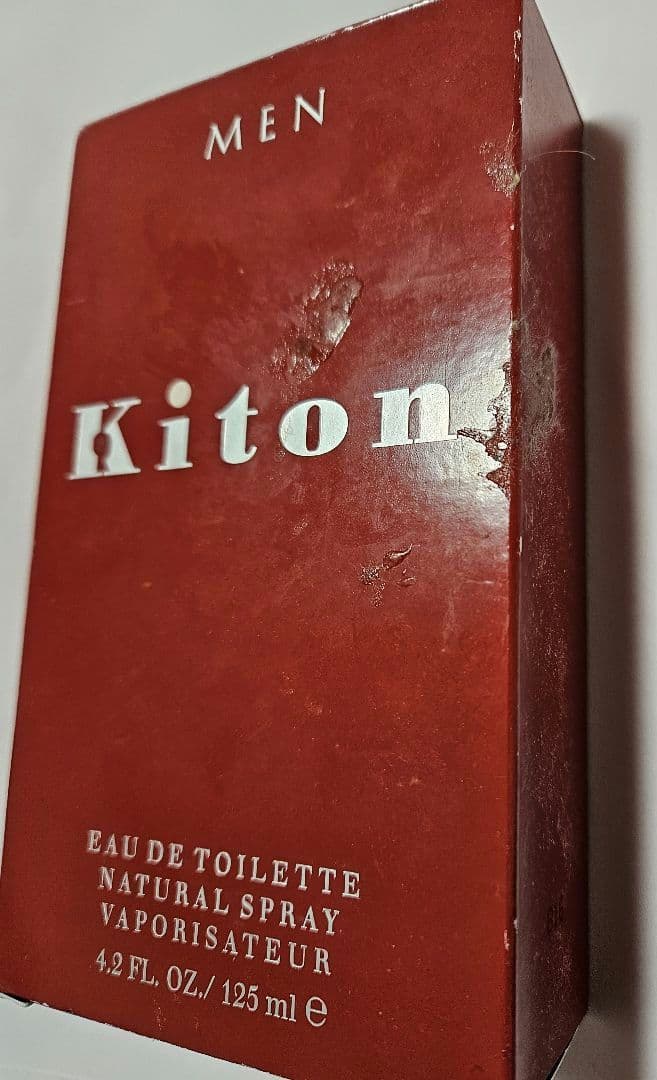 MEN
Kiton
EAU DE TOILETTE
NATURAL SPRAY
VAPORISATEUR
4.2 FL. OZ./ 125 ml ℮